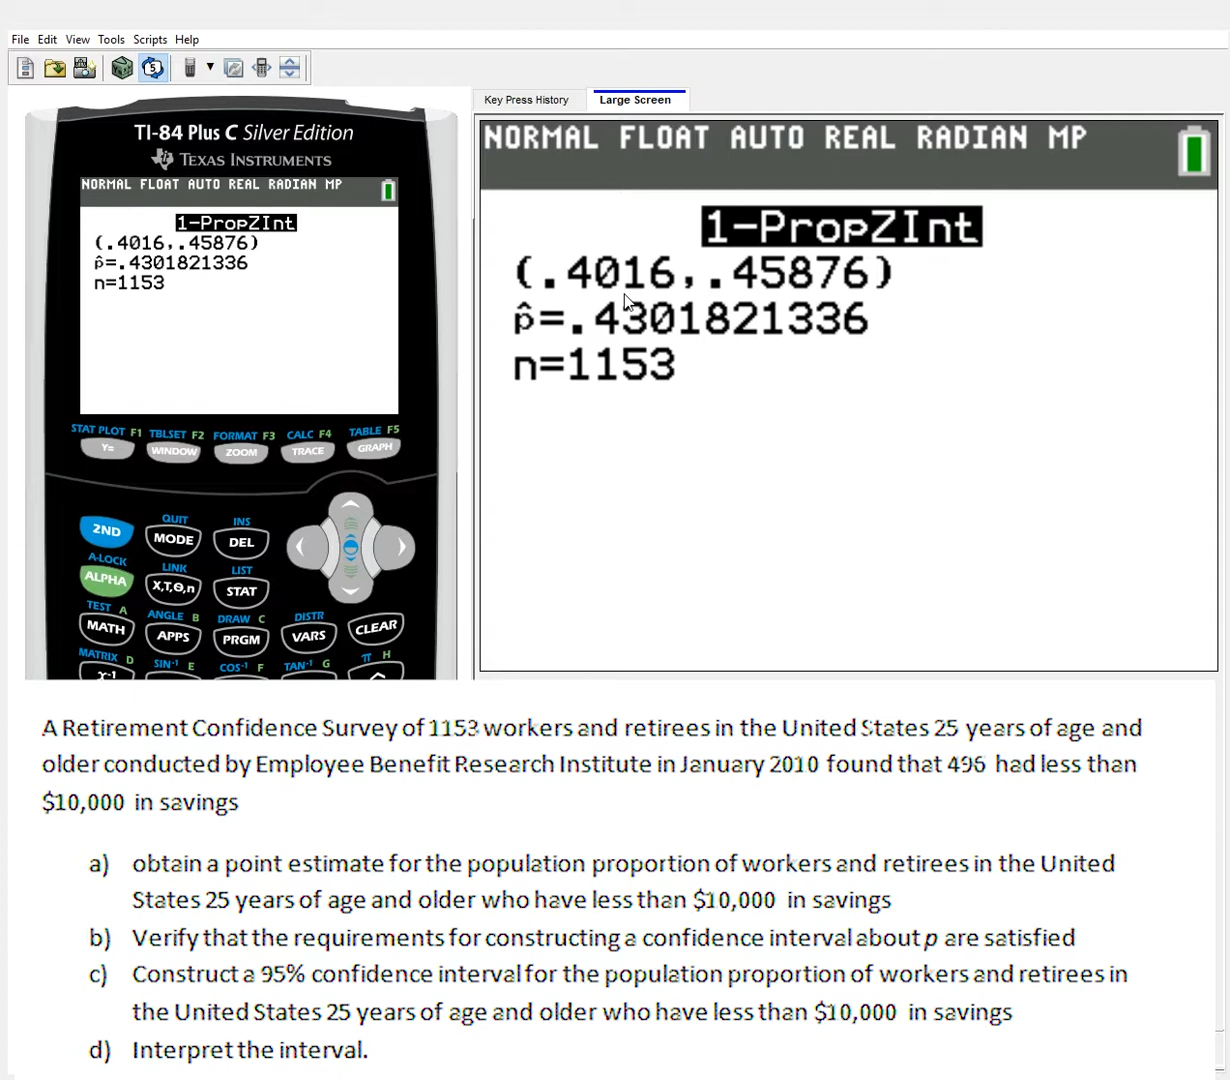 File Edit View Tools Scripts Help
5
Key Press History Large Screen
TI-84 Plus C Silver Edition
TEXAS INSTRUMENTS
NORMAL FLOAT AUTO REAL RADIAN MP
1-PropZInt
(.4016,.45876)
p̂=.4301821336
n=1153
STAT PLOT F1 TBLSET F2 FORMAT F3 CALC F4 TABLE F5
Y= WINDOW ZOOM TRACE GRAPH
QUIT INS
2ND MODE DEL
A-LOCK LINK LIST
ALPHA X,T,Θ,n STAT
TEST A ANGLE B DRAW C DISTR
MATH APPS PRGM VARS CLEAR
MATRIX D SIN⁻¹ E COS⁻¹ F TAN⁻¹ G π H
x⁻¹
NORMAL FLOAT AUTO REAL RADIAN MP
1-PropZInt
(.4016,.45876)
p̂=.4301821336
n=1153
A Retirement Confidence Survey of 1153 workers and retirees in the United States 25 years of age and
older conducted by Employee Benefit Research Institute in January 2010 found that 496 had less than
$10,000 in savings
a) obtain a point estimate for the population proportion of workers and retirees in the United
States 25 years of age and older who have less than $10,000 in savings
b) Verify that the requirements for constructing a confidence interval about p are satisfied
c) Construct a 95% confidence interval for the population proportion of workers and retirees in
the United States 25 years of age and older who have less than $10,000 in savings
d) Interpret the interval.